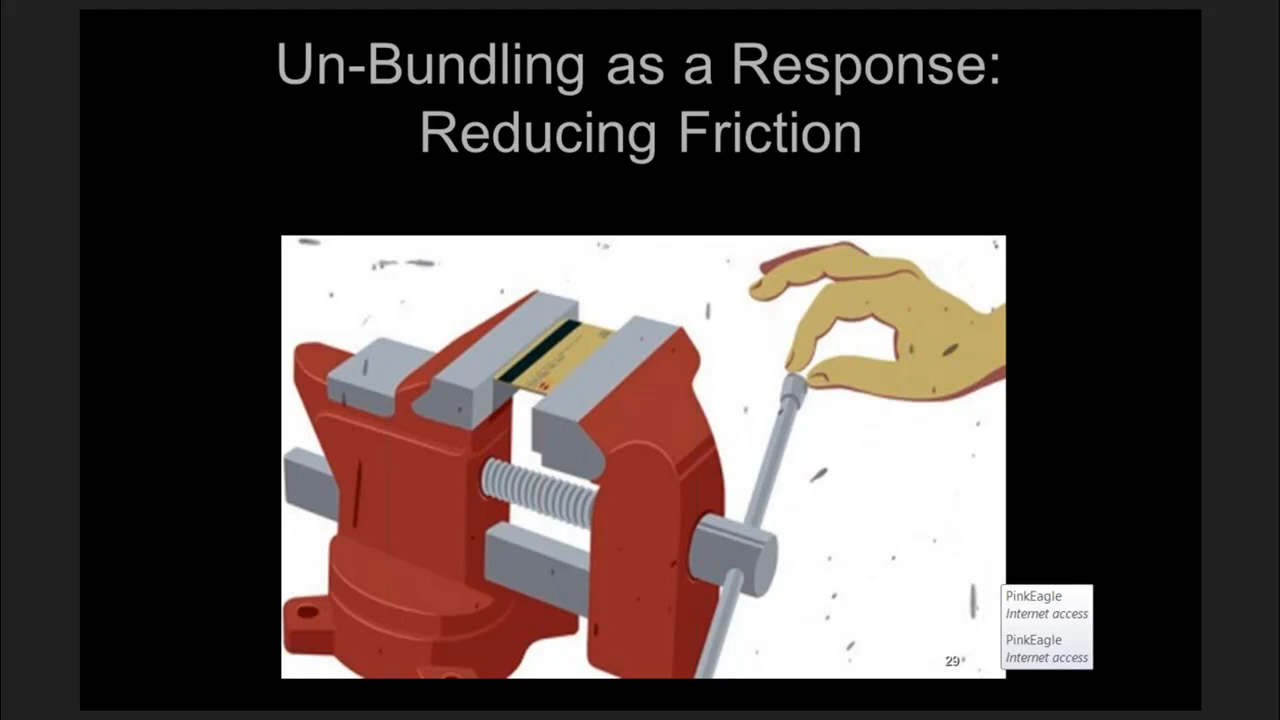 Un-Bundling as a Response:
Reducing Friction
29
PinkEagle
Internet access
PinkEagle
Internet access